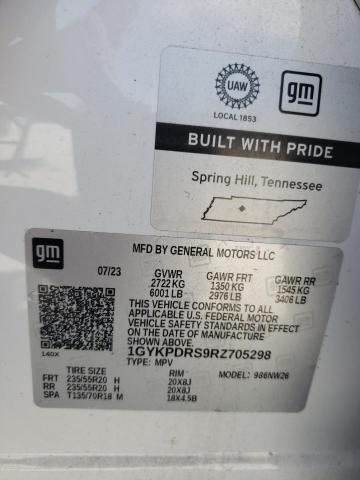 UAW
gm
LOCAL 1853
BUILT WITH PRIDE
Spring Hill, Tennessee
gm
MFD BY GENERAL MOTORS LLC
07/23 GVWR GAWR FRT GAWR RR
2722 KG 1350 KG 1545 KG
6001 LB 2976 LB 3406 LB
THIS VEHICLE CONFORMS TO ALL
APPLICABLE U.S. FEDERAL MOTOR
VEHICLE SAFETY STANDARDS IN EFFECT
ON THE DATE OF MANUFACTURE
SHOWN ABOVE.
1GYKPDRS9RZ705298
140X
TYPE: MPV MODEL: 986NW26
TIRE SIZE RIM
FRT 235/55R20 H 20X8J
RR 235/55R20 H 20X8J
SPA T135/70R18 M 18X4.5B